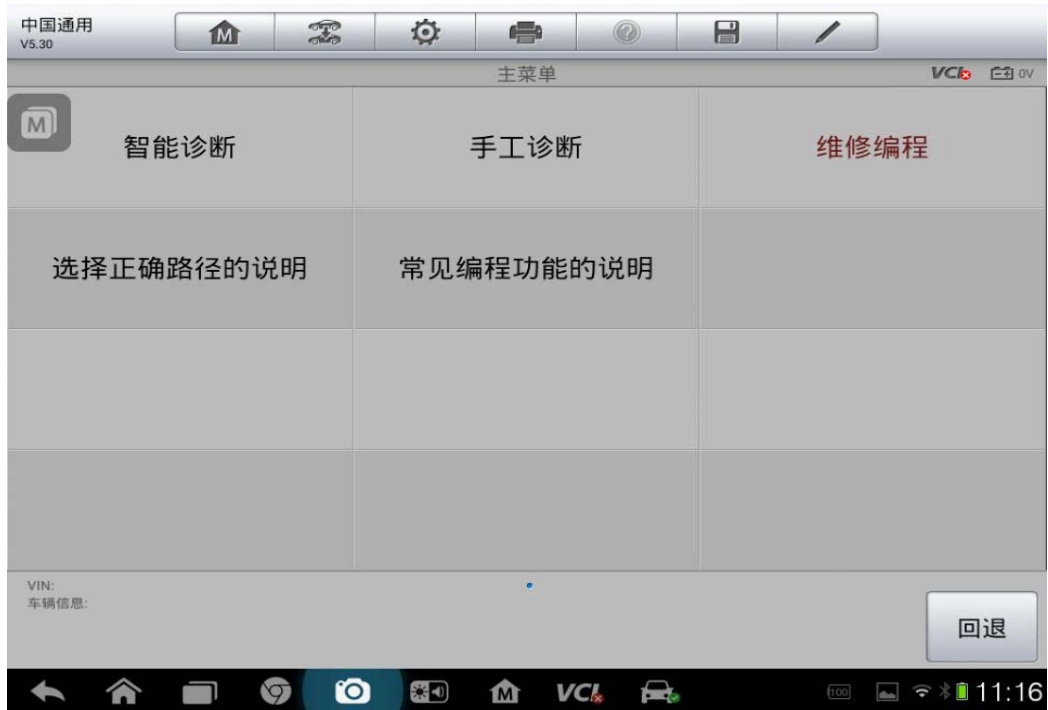 中国通用
V5.30
M
主菜单
VCI
0V
M
智能诊断
手工诊断
维修编程
选择正确路径的说明
常见编程功能的说明
VIN:
车辆信息:
回退
M
VCI
100
11:16